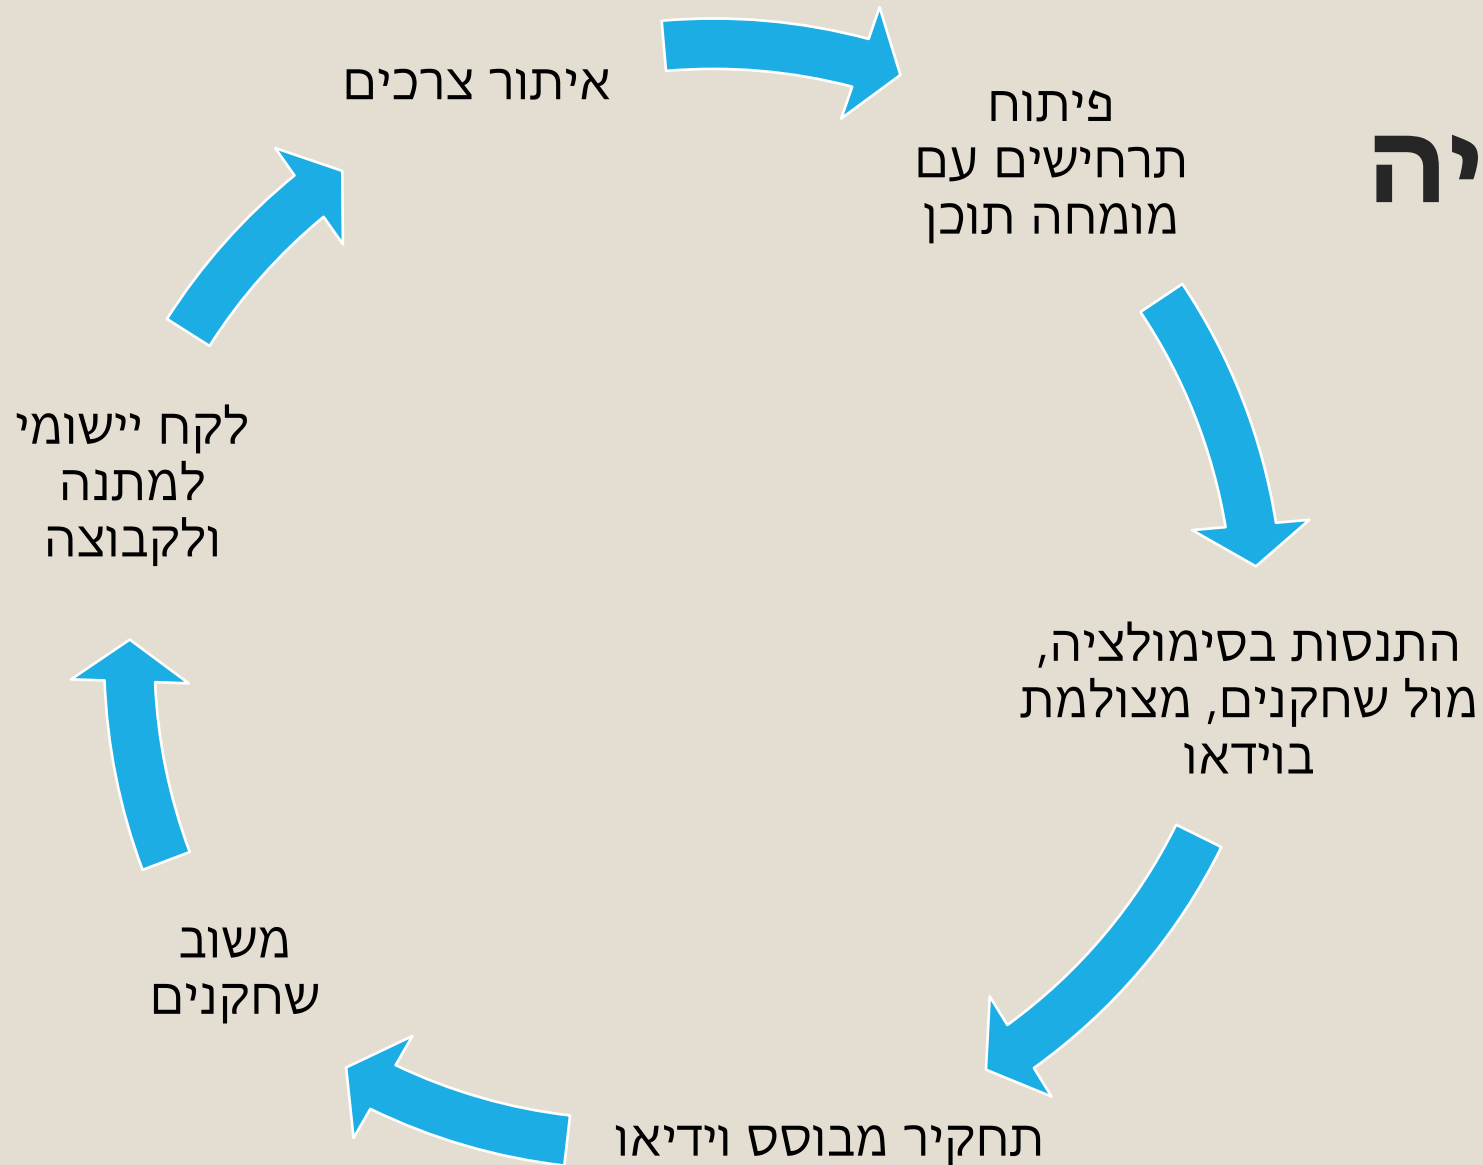 איתור צרכים
פיתוח
תרחישים עם
מומחה תוכן
התנסות בסימולציה,
מול שחקנים, מצולמת
בוידאו
תחקיר מבוסס וידיאו
משוב
שחקנים
לקח יישומי
למתנה
ולקבוצה